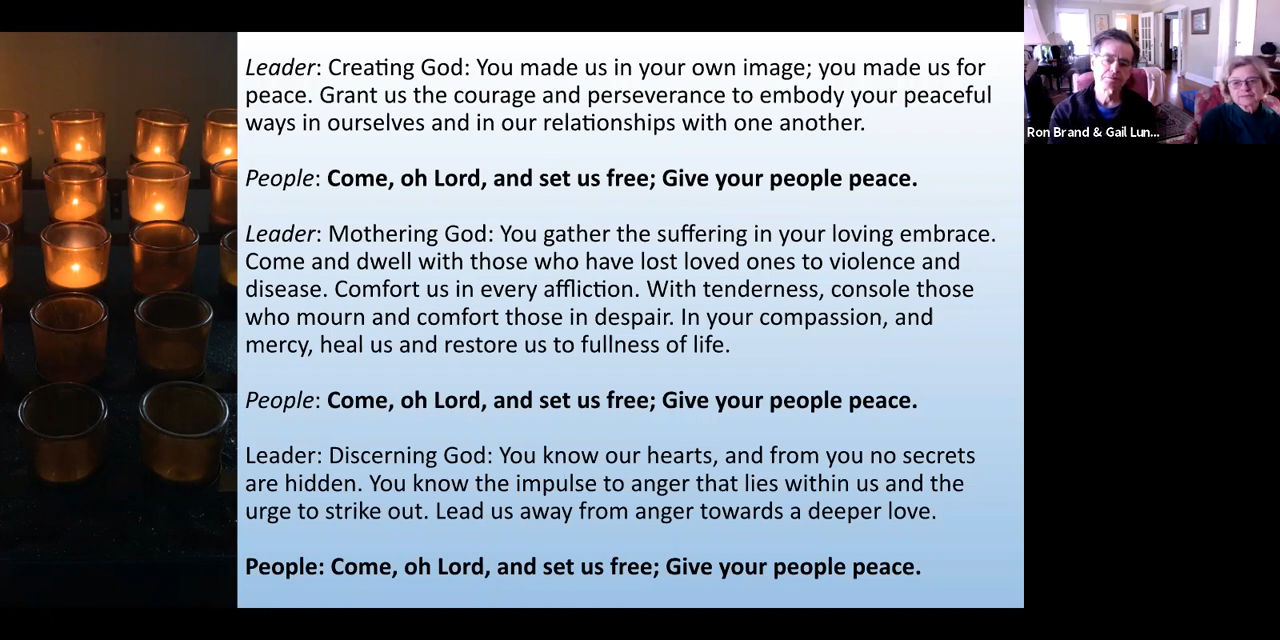 Leader: Creating God: You made us in your own image; you made us for
peace. Grant us the courage and perseverance to embody your peaceful
ways in ourselves and in our relationships with one another.
People: Come, oh Lord, and set us free; Give your people peace.
Leader: Mothering God: You gather the suffering in your loving embrace.
Come and dwell with those who have lost loved ones to violence and
disease. Comfort us in every affliction. With tenderness, console those
who mourn and comfort those in despair. In your compassion, and
mercy, heal us and restore us to fullness of life.
People: Come, oh Lord, and set us free; Give your people peace.
Leader: Discerning God: You know our hearts, and from you no secrets
are hidden. You know the impulse to anger that lies within us and the
urge to strike out. Lead us away from anger towards a deeper love.
People: Come, oh Lord, and set us free; Give your people peace.
Ron Brand & Gail Lun...